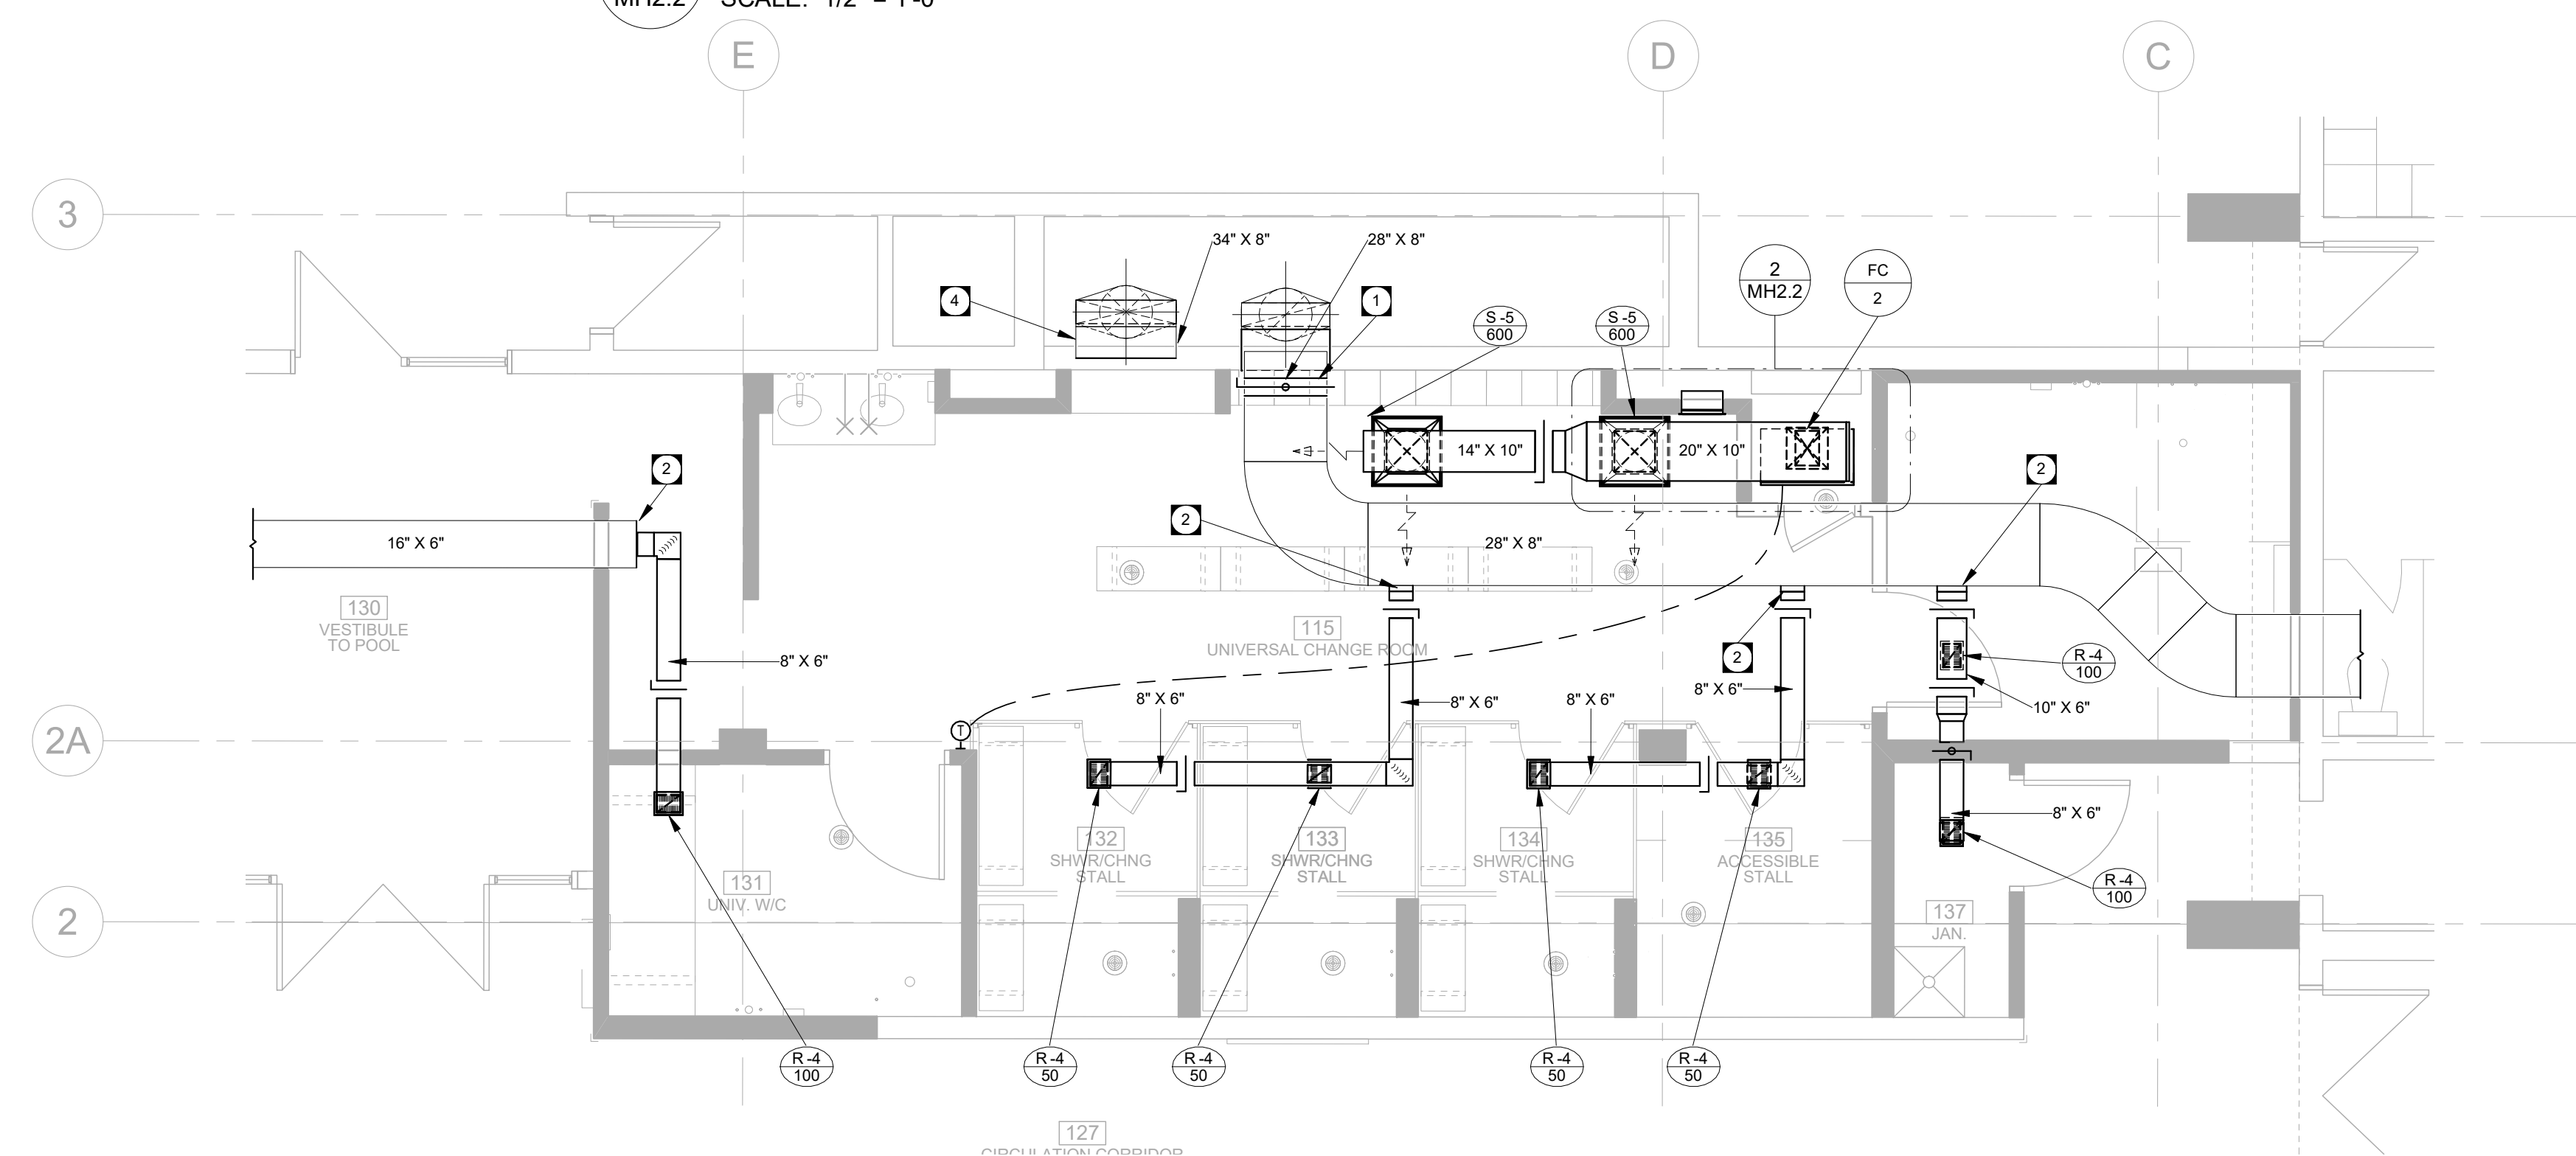 MH2.2 SCALE: 1/2" = 1'-0"
E
D
C
3
34" X 8"
28" X 8"
2
MH2.2
FC
2
4
1
S -5
600
S -5
600
14" X 10"
20" X 10"
2
2
2
16" X 6"
28" X 8"
130
VESTIBULE
TO POOL
115
UNIVERSAL CHANGE ROOM
8" X 6"
2
R -4
100
8" X 6"
8" X 6"
8" X 6"
8" X 6"
10" X 6"
2A
T
8" X 6"
132
SHWR/CHNG
STALL
133
SHWR/CHNG
STALL
134
SHWR/CHNG
STALL
135
ACCESSIBLE
STALL
131
UNIV. W/C
R -4
100
2
137
JAN.
R -4
100
R -4
50
R -4
50
R -4
50
R -4
50
127
CIRCULATION CORRIDOR